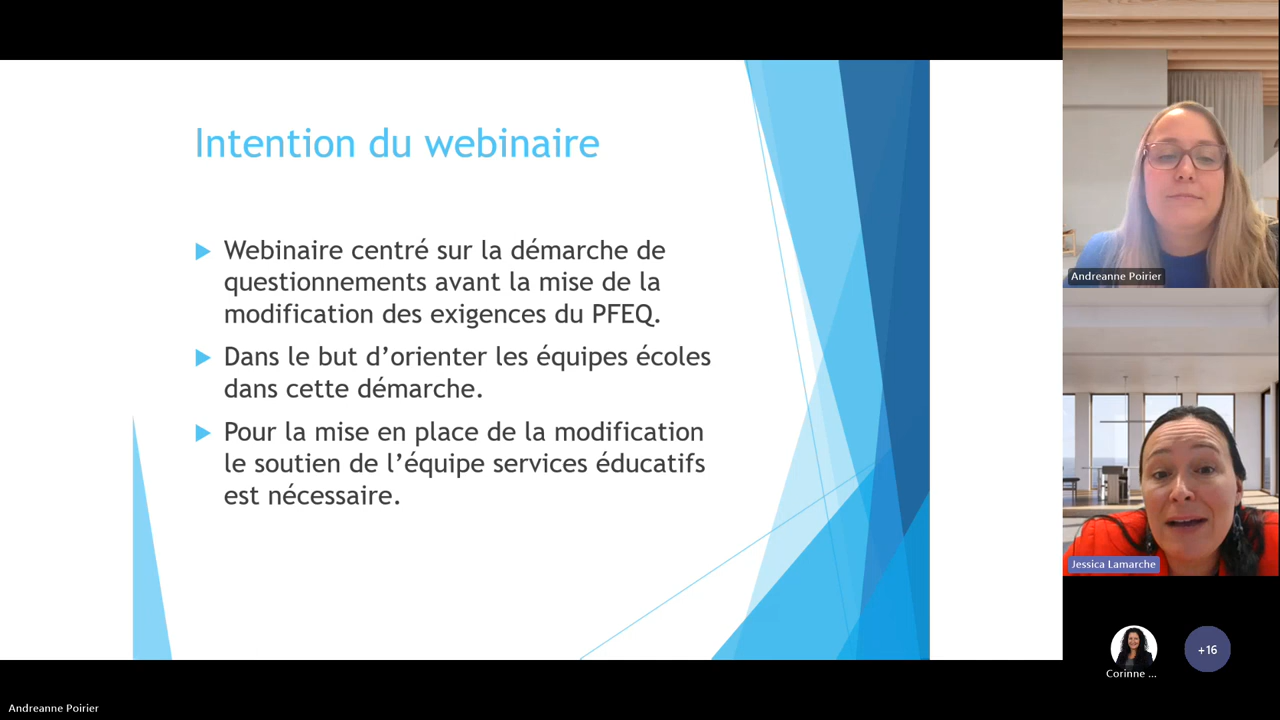 Intention du webinaire
Webinaire centré sur la démarche de
questionnements avant la mise de la
modification des exigences du PFEQ.
Dans le but d’orienter les équipes écoles
dans cette démarche.
Pour la mise en place de la modification
le soutien de l’équipe services éducatifs
est nécessaire.
Andreanne Poirier
Jessica Lamarche
Corinne ...
+16
Andreanne Poirier